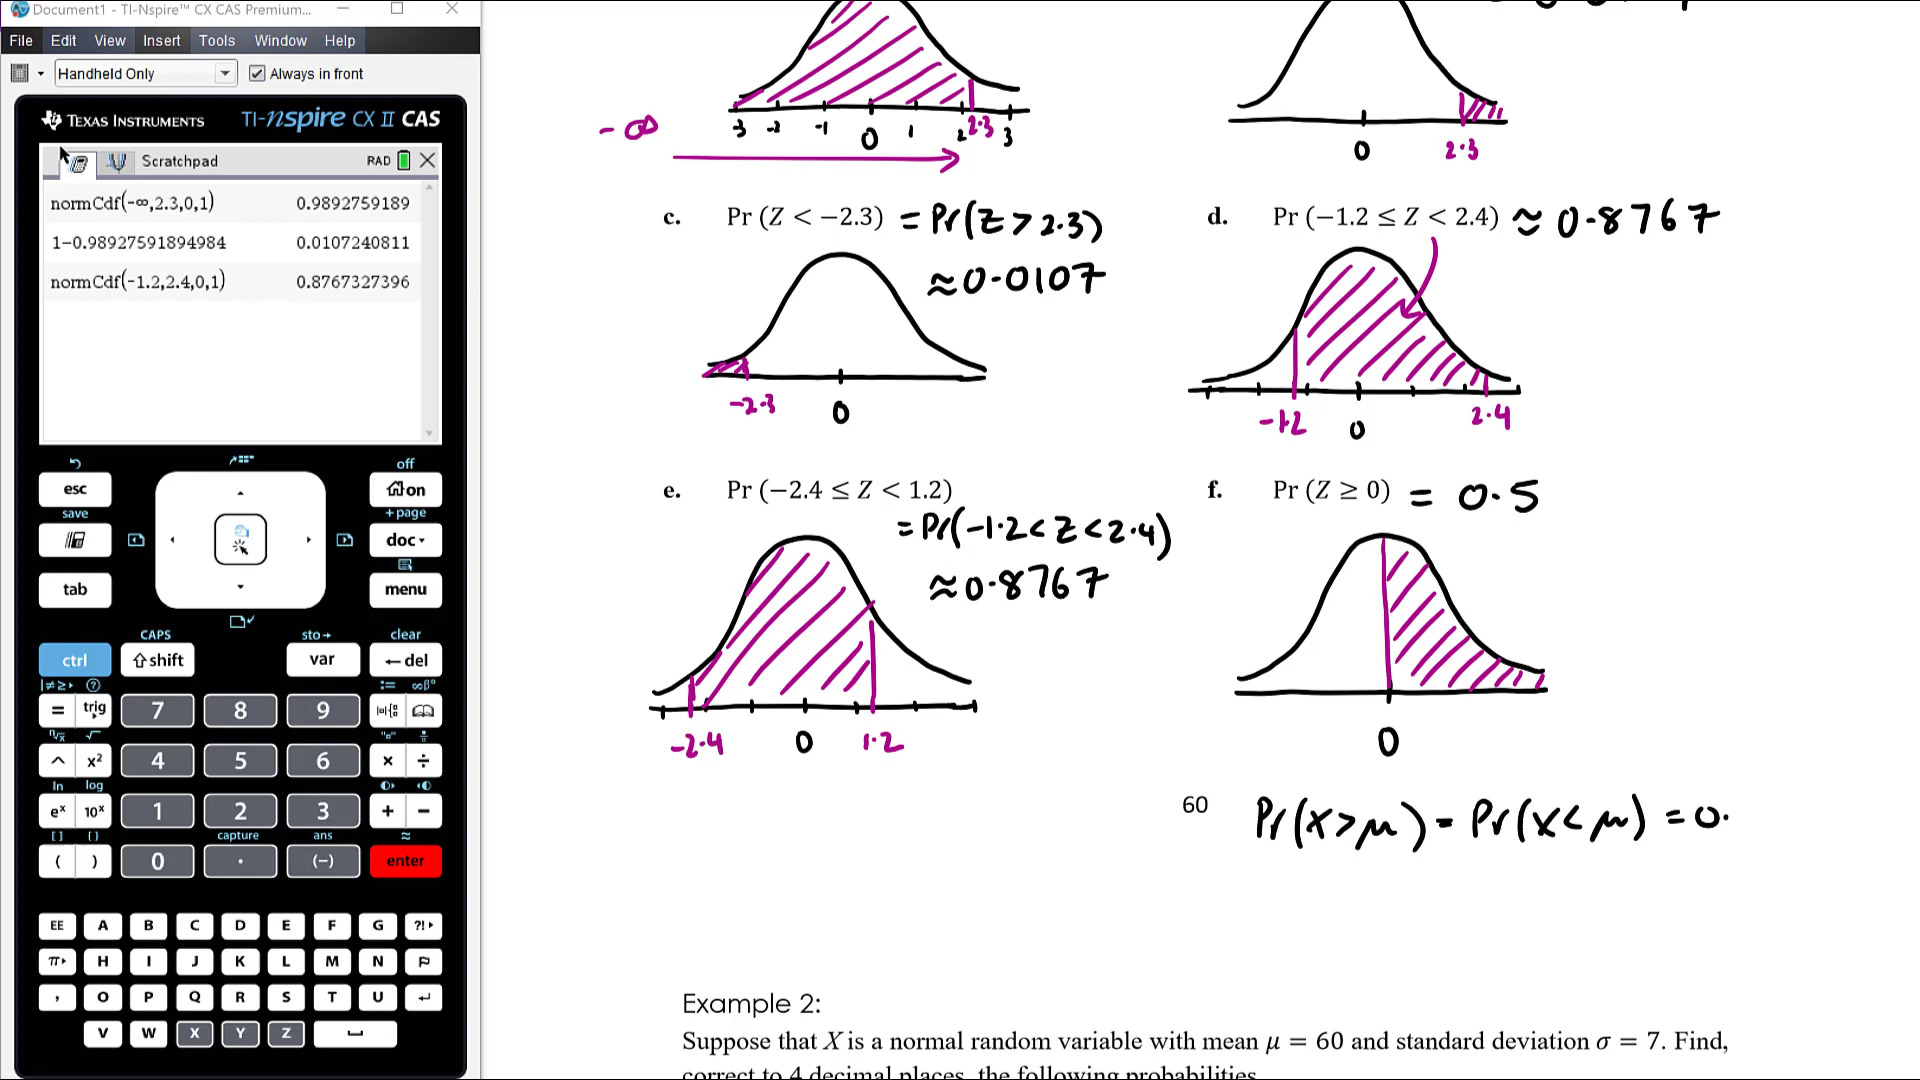 Document1 - TI-Nspire™ CX CAS Premium...
File Edit View Insert Tools Window Help
Handheld Only Always in front
TEXAS INSTRUMENTS TI-nspire CX II CAS
Scratchpad RAD
normCdf(-∞,2.3,0,1) 0.9892759189
1-0.98927591894984 0.0107240811
normCdf(-1.2,2.4,0,1) 0.8767327396
off
esc on
save + page
doc
tab menu
CAPS sto→ clear
ctrl shift var ←del
= trig 7 8 9
^ x² 4 5 6 × ÷
ln log
eˣ 10ˣ 1 2 3 + −
[ ] { } capture ans ≈
( ) 0 . (−) enter
EE A B C D E F G ?!
π H I J K L M N
, O P Q R S T U
V W X Y Z
-∞ -3 -2 -1 0 1 2 2.3 3
0 2.3
c. Pr (Z < −2.3) = Pr(Z > 2.3)
≈ 0.0107
-2.3 0
d. Pr (−1.2 ≤ Z < 2.4) ≈ 0.8767
-1.2 0 2.4
e. Pr (−2.4 ≤ Z < 1.2)
= Pr(-1.2 < Z < 2.4)
≈ 0.8767
-2.4 0 1.2
f. Pr (Z ≥ 0) = 0.5
0
60 Pr(X > μ) = Pr(X < μ) = 0.
Example 2:
Suppose that X is a normal random variable with mean μ = 60 and standard deviation σ = 7. Find,
correct to 4 decimal places, the following probabilities